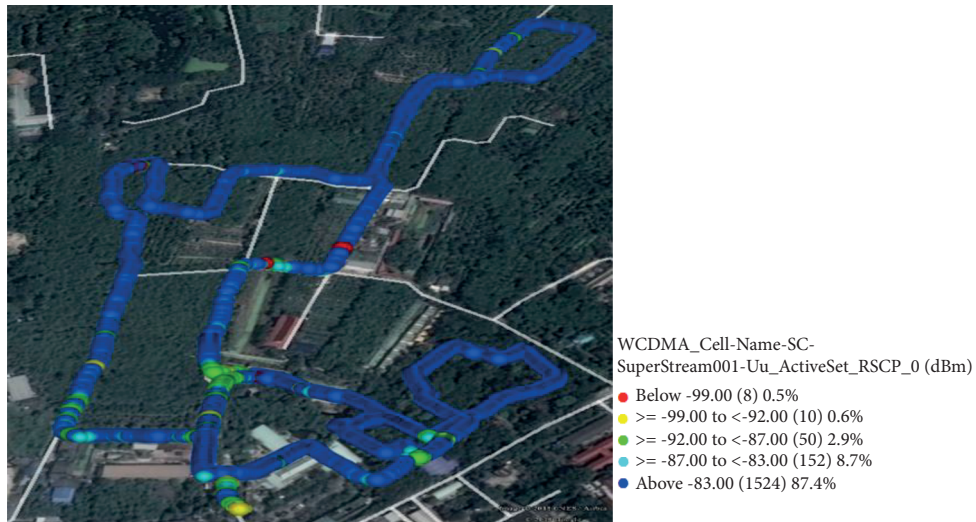 WCDMA_Cell-Name-SC-
SuperStream001-Uu_ActiveSet_RSCP_0 (dBm)
Below -99.00 (8) 0.5%
>= -99.00 to <-92.00 (10) 0.6%
>= -92.00 to <-87.00 (50) 2.9%
>= -87.00 to <-83.00 (152) 8.7%
Above -83.00 (1524) 87.4%